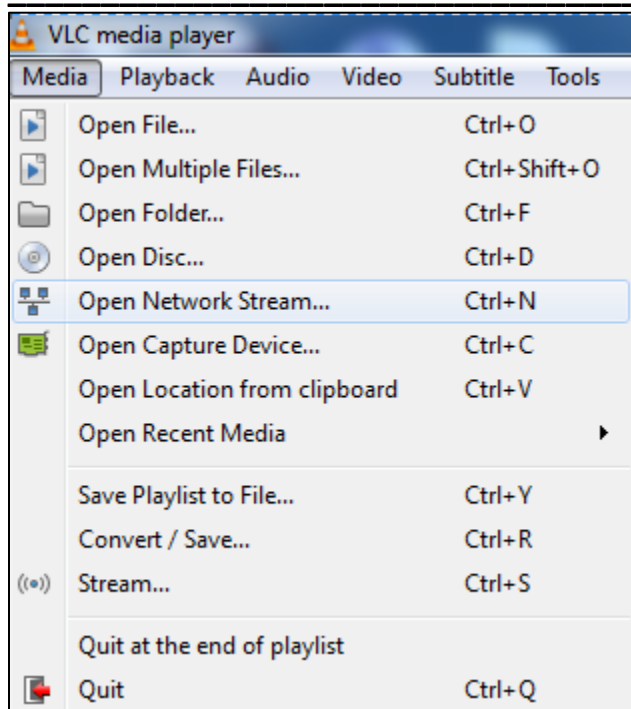 VLC media player
Media Playback Audio Video Subtitle Tools
Open File... Ctrl+O
Open Multiple Files... Ctrl+Shift+O
Open Folder... Ctrl+F
Open Disc... Ctrl+D
Open Network Stream... Ctrl+N
Open Capture Device... Ctrl+C
Open Location from clipboard Ctrl+V
Open Recent Media
Save Playlist to File... Ctrl+Y
Convert / Save... Ctrl+R
Stream... Ctrl+S
Quit at the end of playlist
Quit Ctrl+Q